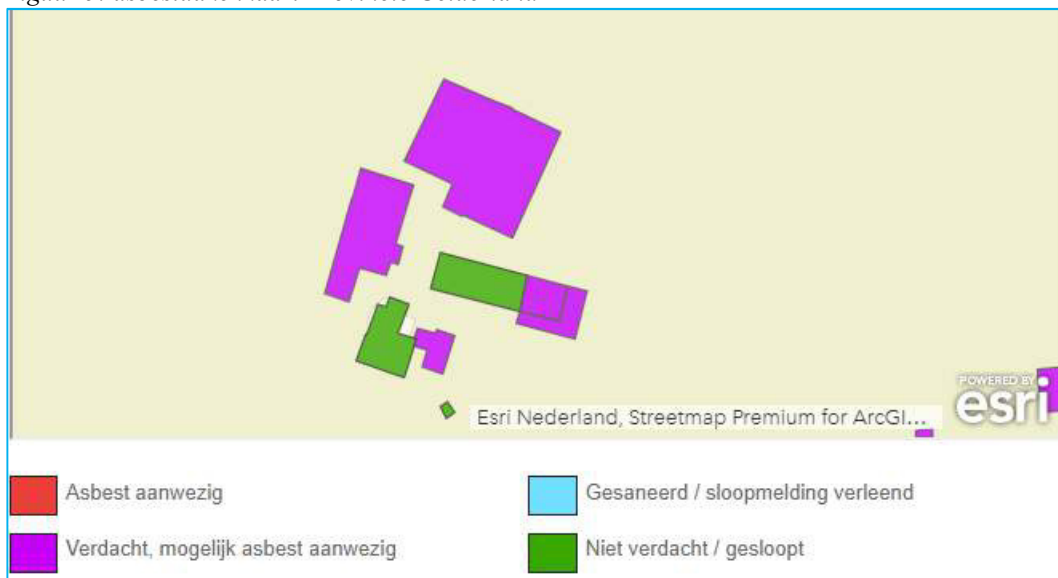 POWERED BY
esri
Esri Nederland, Streetmap Premium for ArcGI...
Asbest aanwezig
Gesaneerd / sloopmelding verleend
Verdacht, mogelijk asbest aanwezig
Niet verdacht / gesloopt